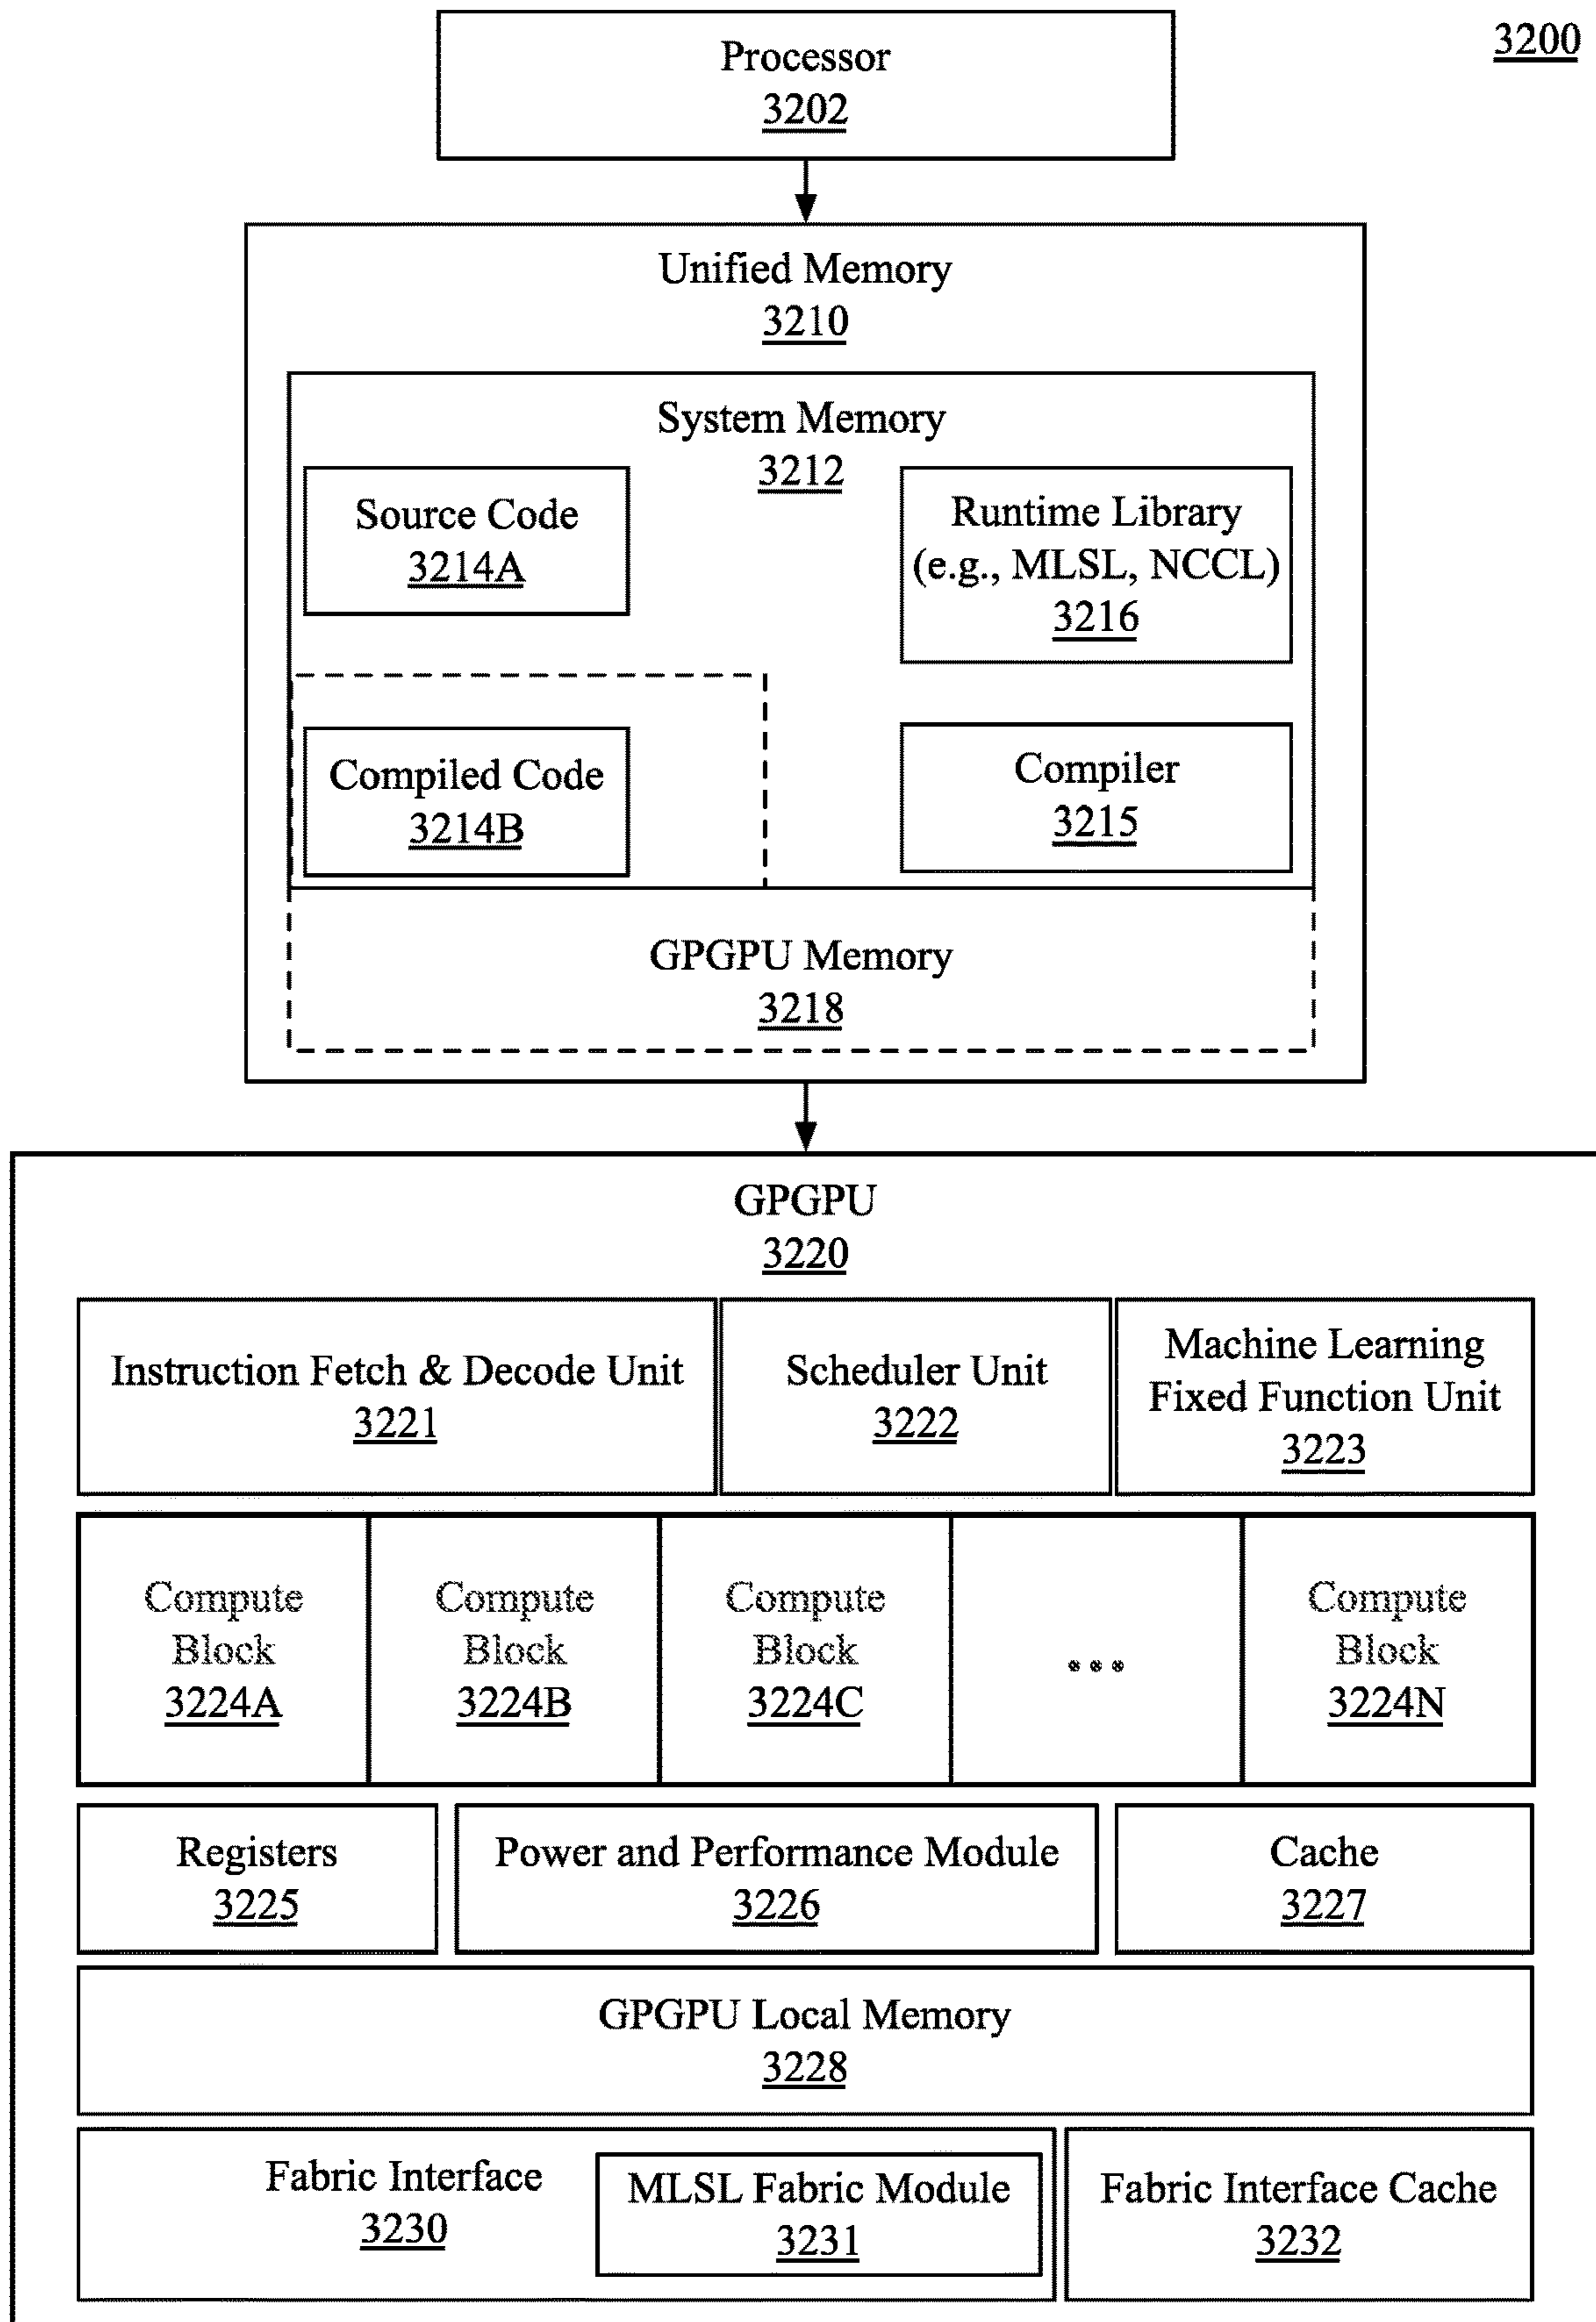 3200
Processor
3202
Unified Memory
3210
System Memory
3212
Source Code
3214A
Runtime Library
(e.g., MLSL, NCCL)
3216
Compiled Code
3214B
Compiler
3215
GPGPU Memory
3218
GPGPU
3220
Instruction Fetch & Decode Unit
3221
Scheduler Unit
3222
Machine Learning
Fixed Function Unit
3223
Compute
Block
3224A
Compute
Block
3224B
Compute
Block
3224C
...
Compute
Block
3224N
Registers
3225
Power and Performance Module
3226
Cache
3227
GPGPU Local Memory
3228
Fabric Interface
3230
MLSL Fabric Module
3231
Fabric Interface Cache
3232